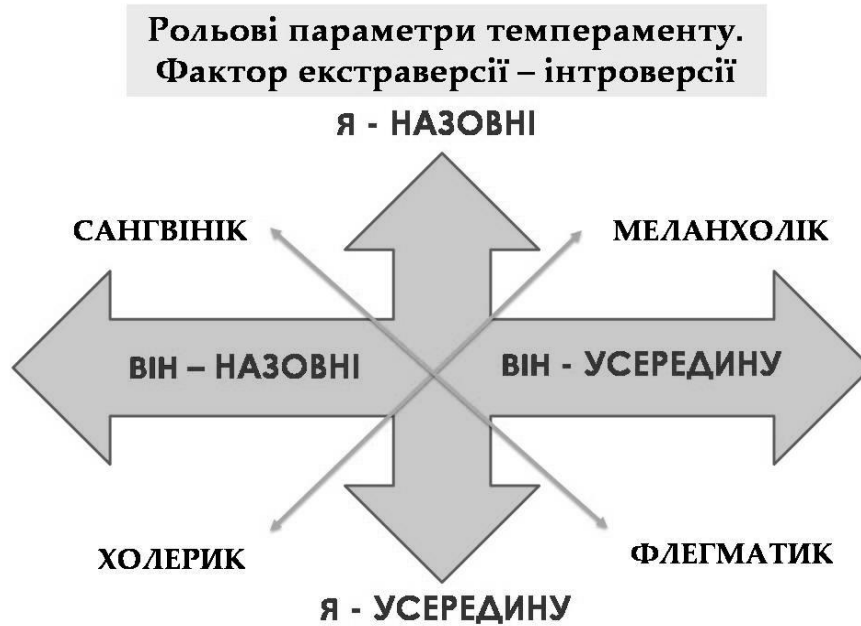 Рольові параметри темпераменту.
Фактор екстраверсії – інтроверсії
Я - НАЗОВНІ
САНГВІНІК
МЕЛАНХОЛІК
ВІН – НАЗОВНІ
ВІН - УСЕРЕДИНУ
ХОЛЕРИК
ФЛЕГМАТИК
Я - УСЕРЕДИНУ